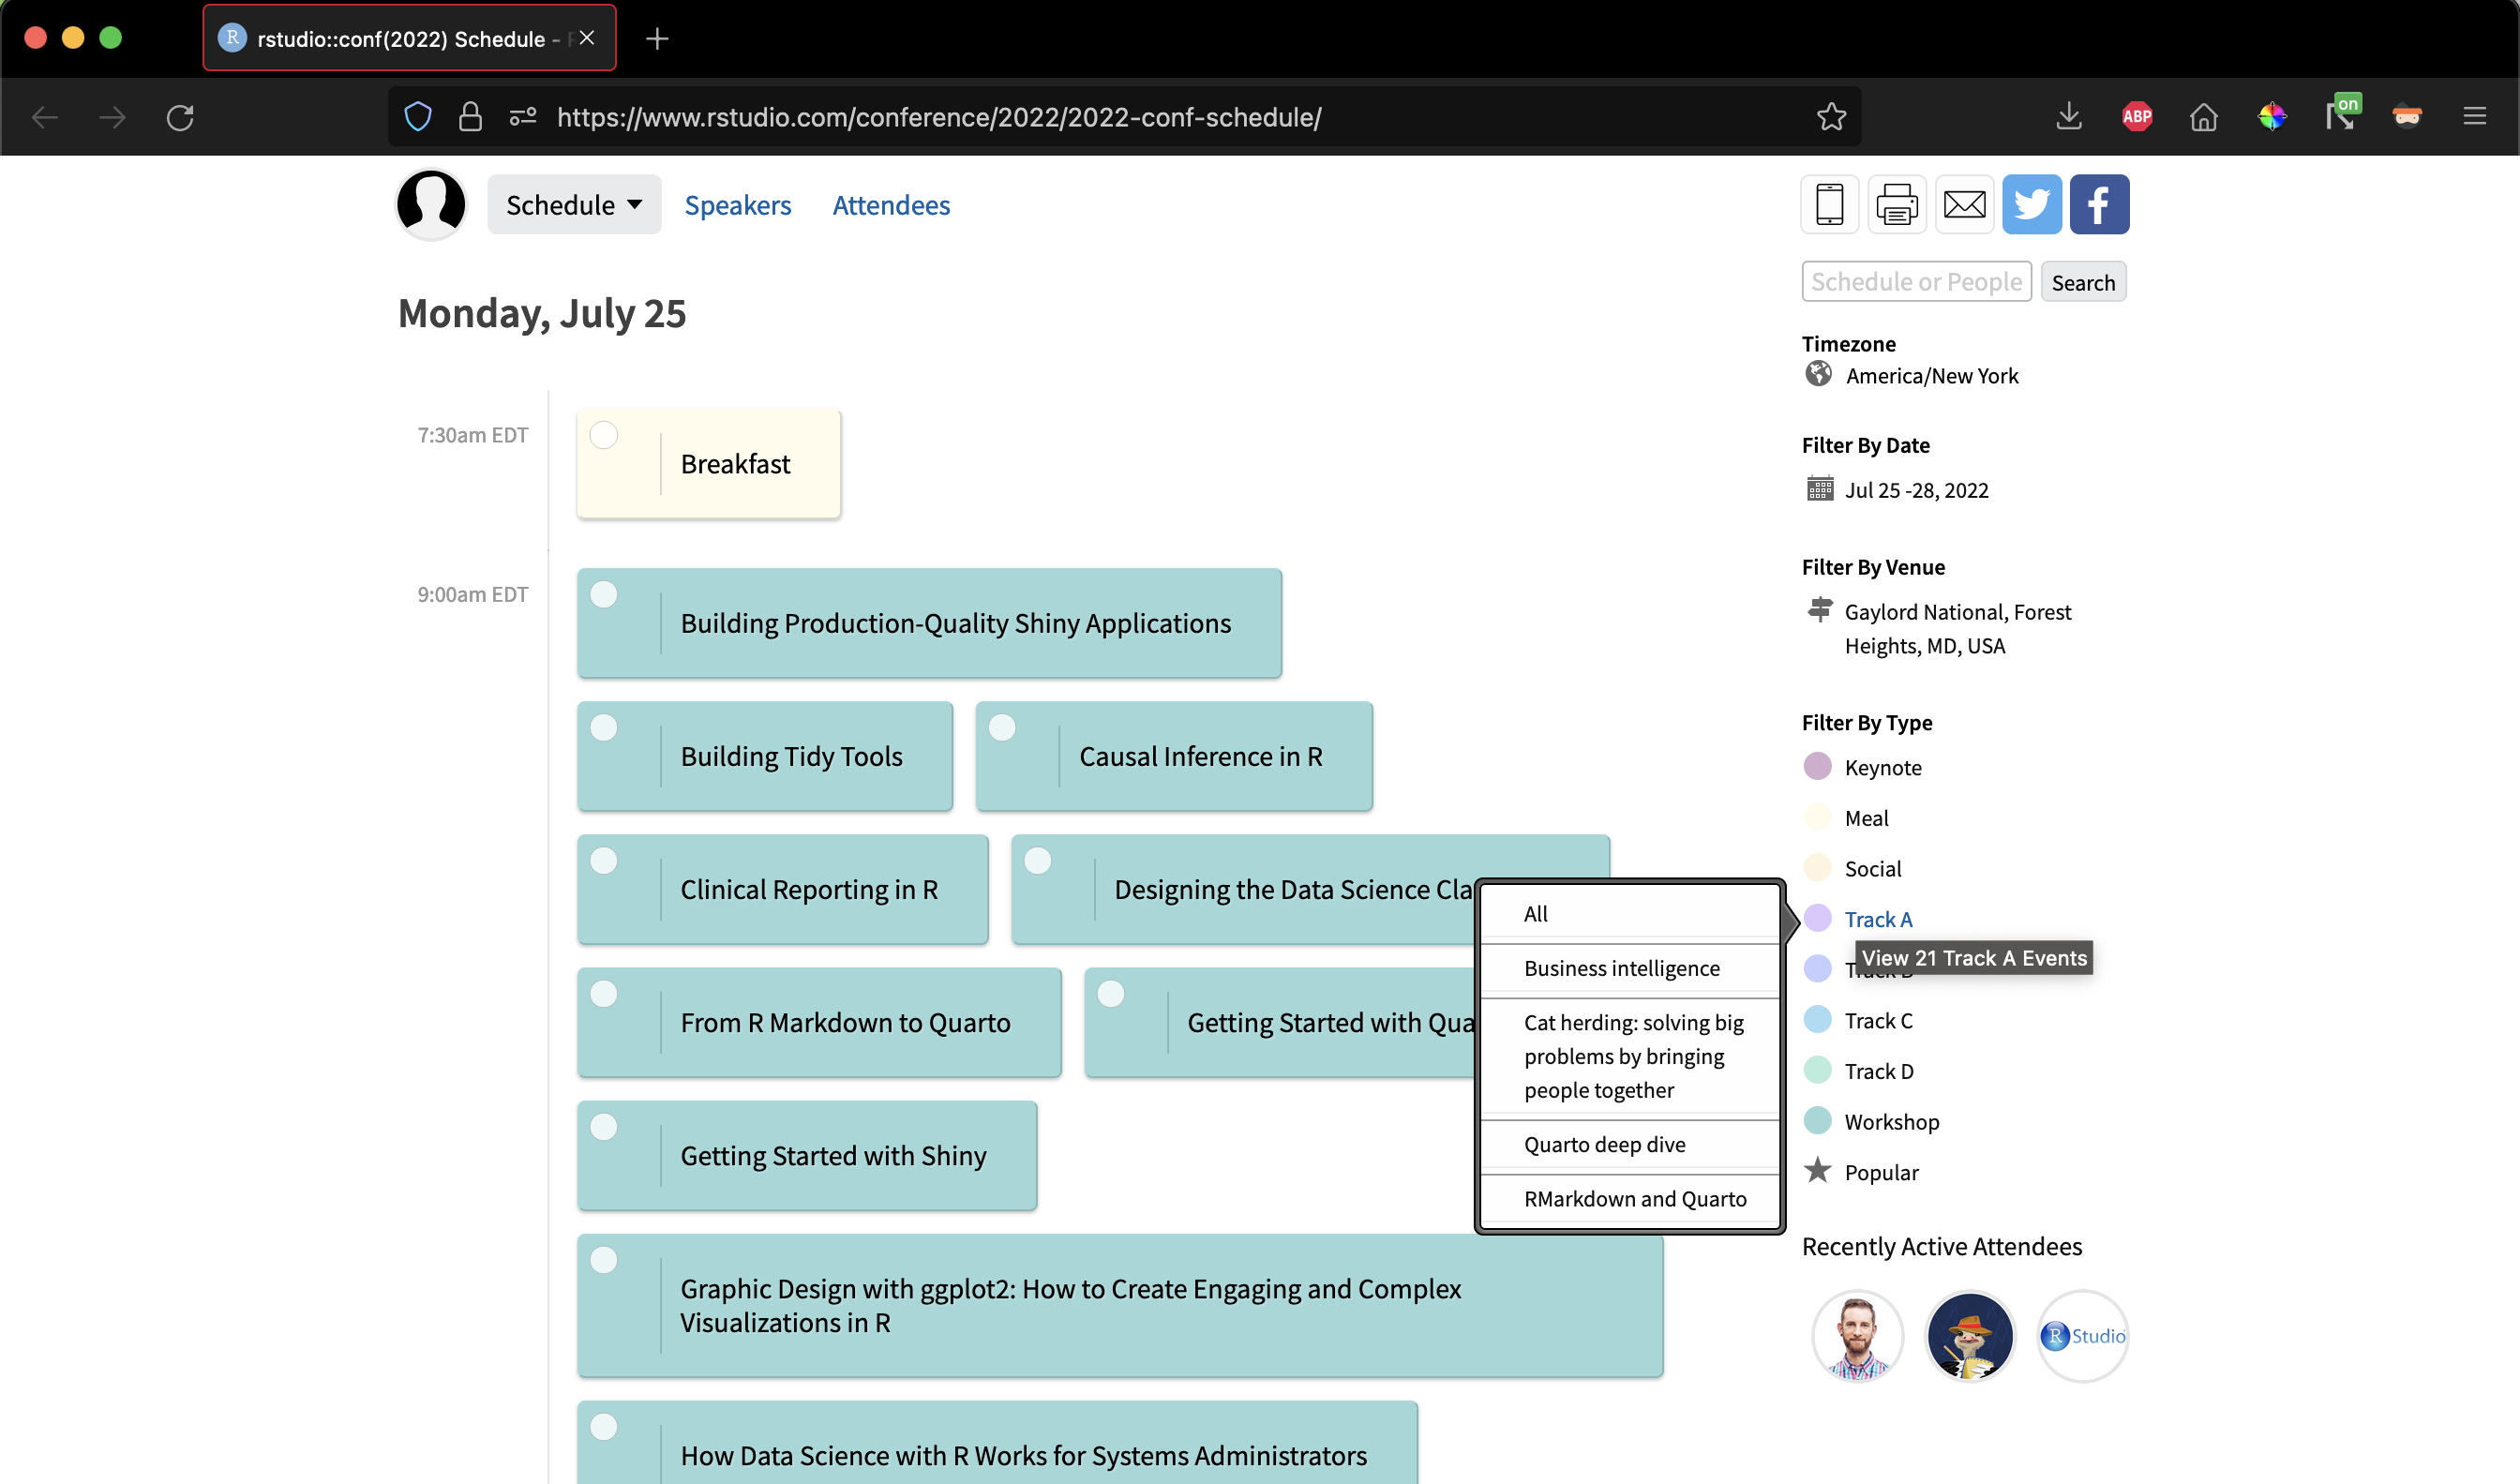 rstudio::conf(2022) Schedule -
https://www.rstudio.com/conference/2022/2022-conf-schedule/
ABP
on
Schedule
Speakers
Attendees
Schedule or People
Search
Monday, July 25
Timezone
America/New York
Filter By Date
Jul 25 -28, 2022
Filter By Venue
Gaylord National, Forest
Heights, MD, USA
7:30am EDT
Breakfast
9:00am EDT
Building Production-Quality Shiny Applications
Building Tidy Tools
Causal Inference in R
Clinical Reporting in R
Designing the Data Science Cla
From R Markdown to Quarto
Getting Started with Qua
Getting Started with Shiny
Graphic Design with ggplot2: How to Create Engaging and Complex
Visualizations in R
How Data Science with R Works for Systems Administrators
All
Business intelligence
Cat herding: solving big
problems by bringing
people together
Quarto deep dive
RMarkdown and Quarto
Filter By Type
Keynote
Meal
Social
Track A
View 21 Track A Events
Track C
Track D
Workshop
Popular
Recently Active Attendees
R Studio